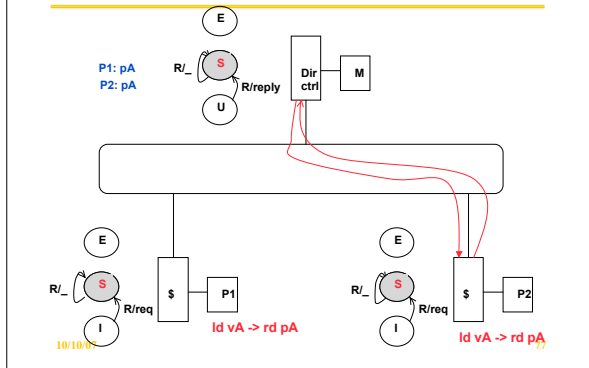 E
P1: pA
P2: pA
R/_
S
R/reply
U
Dir
ctrl
M
E
S
R/_
R/req
I
$
P1
ld vA -> rd pA
E
S
R/_
R/req
I
$
P2
ld vA -> rd pA
10/10/07
77